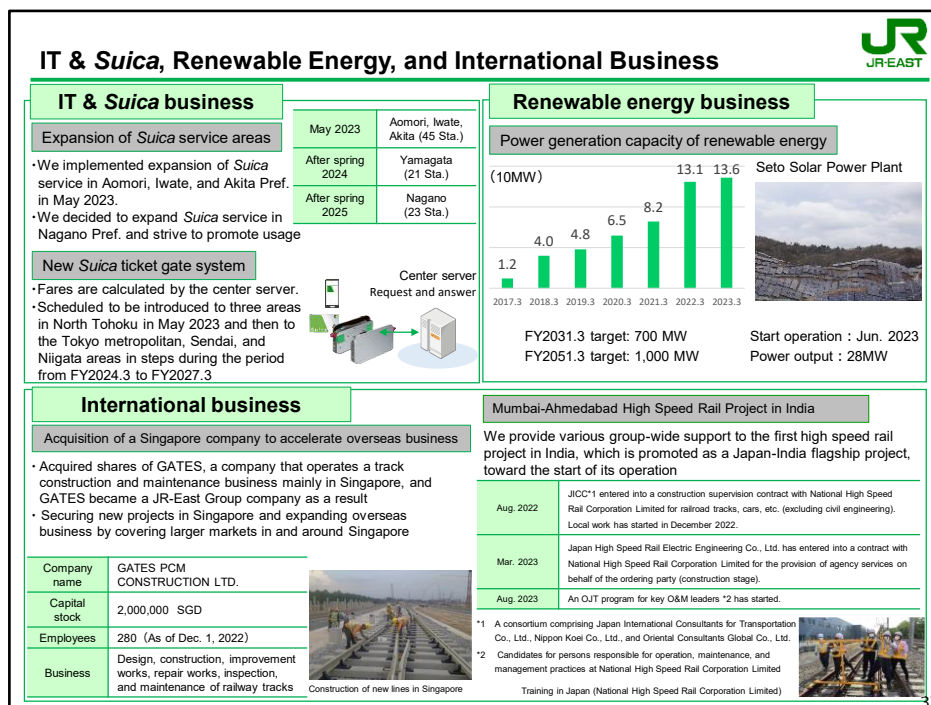 IT & Suica, Renewable Energy, and International Business
JR
JR-EAST
IT & Suica business
Expansion of Suica service areas
・We implemented expansion of Suica
service in Aomori, Iwate, and Akita Pref.
in May 2023.
・We decided to expand Suica service in
Nagano Pref. and strive to promote usage
May 2023
Aomori, Iwate,
Akita (45 Sta.)
After spring
2024
Yamagata
(21 Sta.)
After spring
2025
Nagano
(23 Sta.)
New Suica ticket gate system
・Fares are calculated by the center server.
・Scheduled to be introduced to three areas
in North Tohoku in May 2023 and then to
the Tokyo metropolitan, Sendai, and
Niigata areas in steps during the period
from FY2024.3 to FY2027.3
Center server
Request and answer
Renewable energy business
Power generation capacity of renewable energy
（10MW）
1.2
4.0
4.8
6.5
8.2
13.1
13.6
2017.3 2018.3 2019.3 2020.3 2021.3 2022.3 2023.3
FY2031.3 target: 700 MW
FY2051.3 target: 1,000 MW
Seto Solar Power Plant
Start operation：Jun. 2023
Power output：28MW
International business
Acquisition of a Singapore company to accelerate overseas business
・Acquired shares of GATES, a company that operates a track
construction and maintenance business mainly in Singapore, and
GATES became a JR-East Group company as a result
・Securing new projects in Singapore and expanding overseas
business by covering larger markets in and around Singapore
Company
name
GATES PCM
CONSTRUCTION LTD.
Capital
stock
2,000,000 SGD
Employees
280（As of Dec. 1, 2022）
Business
Design, construction, improvement
works, repair works, inspection,
and maintenance of railway tracks
Construction of new lines in Singapore
Mumbai-Ahmedabad High Speed Rail Project in India
We provide various group-wide support to the first high speed rail
project in India, which is promoted as a Japan-India flagship project,
toward the start of its operation
Aug. 2022
JICC*1 entered into a construction supervision contract with National High Speed
Rail Corporation Limited for railroad tracks, cars, etc. (excluding civil engineering).
Local work has started in December 2022.
Mar. 2023
Japan High Speed Rail Electric Engineering Co., Ltd. has entered into a contract with
National High Speed Rail Corporation Limited for the provision of agency services on
behalf of the ordering party (construction stage).
Aug. 2023
An OJT program for key O&M leaders *2 has started.
*1 A consortium comprising Japan International Consultants for Transportation
Co., Ltd., Nippon Koei Co., Ltd., and Oriental Consultants Global Co., Ltd.
*2 Candidates for persons responsible for operation, maintenance, and
management practices at National High Speed Rail Corporation Limited
Training in Japan (National High Speed Rail Corporation Limited)